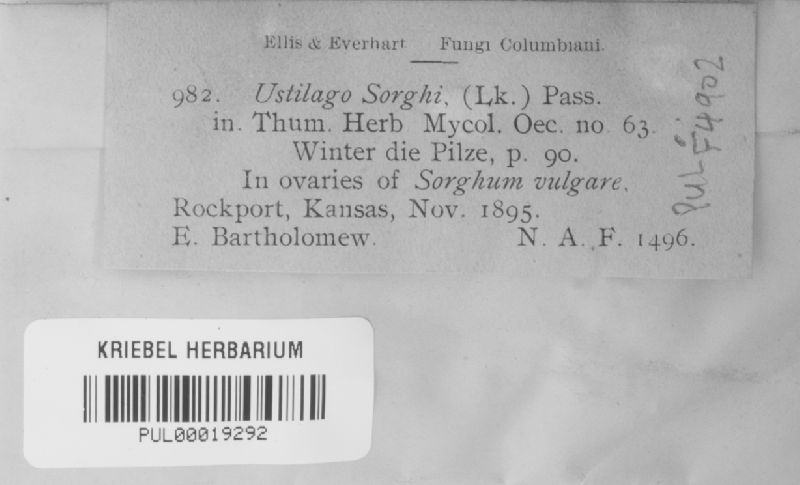 Ellis & Everhart Fungi Columbiani.
982. Ustilago Sorghi, (Lk.) Pass.
in. Thum. Herb Mycol. Oec. no 63.
Winter die Pilze, p. 90.
In ovaries of Sorghum vulgare,
Rockport, Kansas, Nov. 1895.
E. Bartholomew. N. A. F. 1496.
PUL F4902
KRIEBEL HERBARIUM
PUL00019292